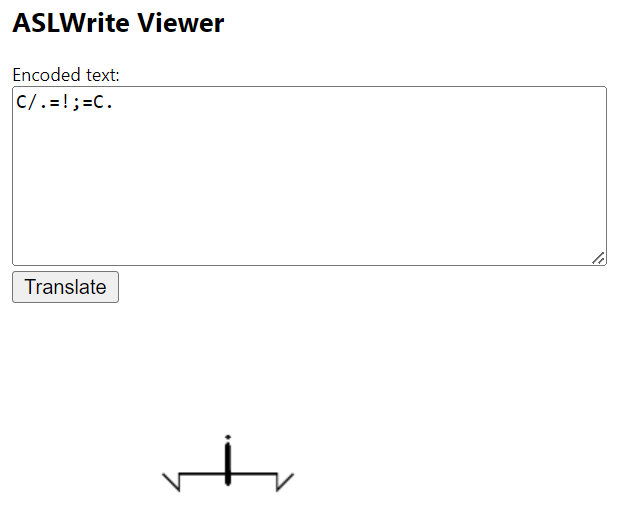 ASLWrite Viewer
Encoded text:
C/.=!;=C.
Translate